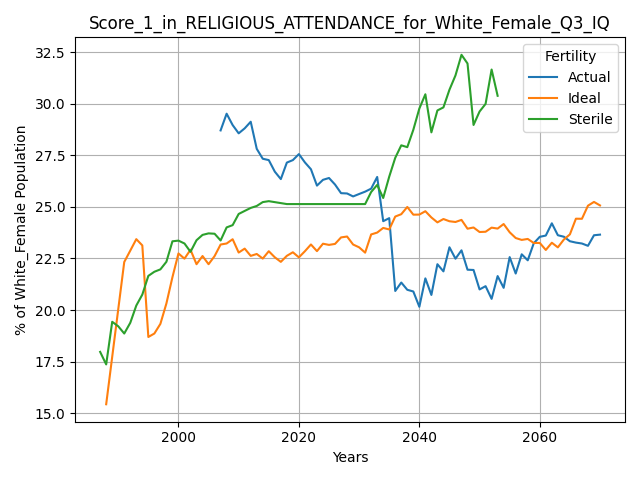 Score_1_in_RELIGIOUS_ATTENDANCE_for_White_Female_Q3_IQ
Fertility
Actual
Ideal
Sterile
% of White_Female Population
32.5
30.0
27.5
25.0
22.5
20.0
17.5
15.0
2000
2020
2040
2060
Years